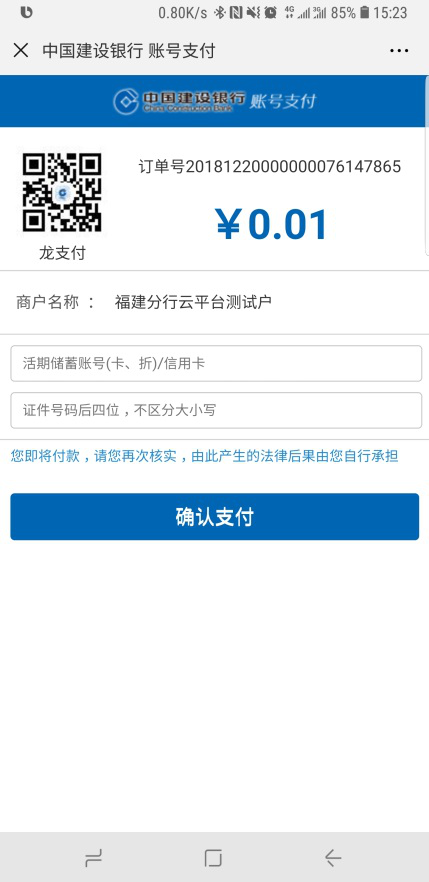 0.80K/s 4G 3G 85% 15:23
中国建设银行 账号支付
中国建设银行 账号支付
China Construction Bank
订单号20181220000000076147865
￥0.01
龙支付
商户名称 ： 福建分行云平台测试户
活期储蓄账号(卡、折)/信用卡
证件号码后四位，不区分大小写
您即将付款，请您再次核实，由此产生的法律后果由您自行承担
确认支付